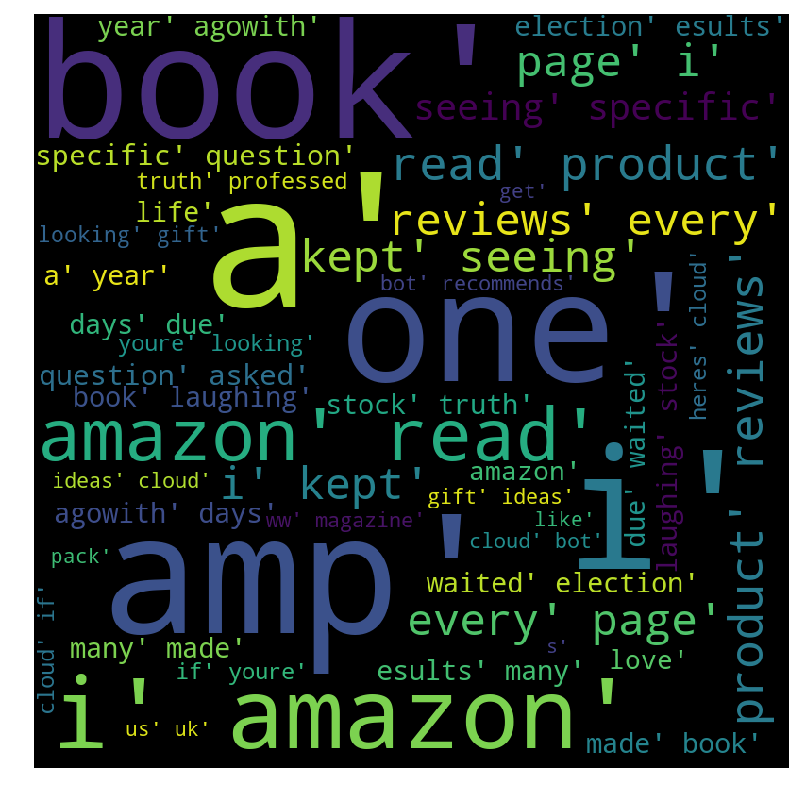 year' agowith'
election' esults'
book'
page' i'
seeing' specific'
specific' question'
read' product'
truth' professed
get'
life'
reviews' every'
looking' gift'
a'
kept' seeing'
a' year'
bot' recommends'
heres' cloud'
product' reviews'
one'
days' due'
youre' looking'
laughing' stock'
question' asked'
book' laughing'
stock' truth'
due' waited'
amazon' read'
i'
ideas' cloud'
i' kept'
amazon'
gift' ideas'
agowith' days'
ww' magazine'
like'
amp'
cloud' bot'
pack'
waited' election'
cloud' if'
every' page'
many' made'
s'
if' youre'
esults' many'
love'
i' amazon'
us' uk'
made' book'